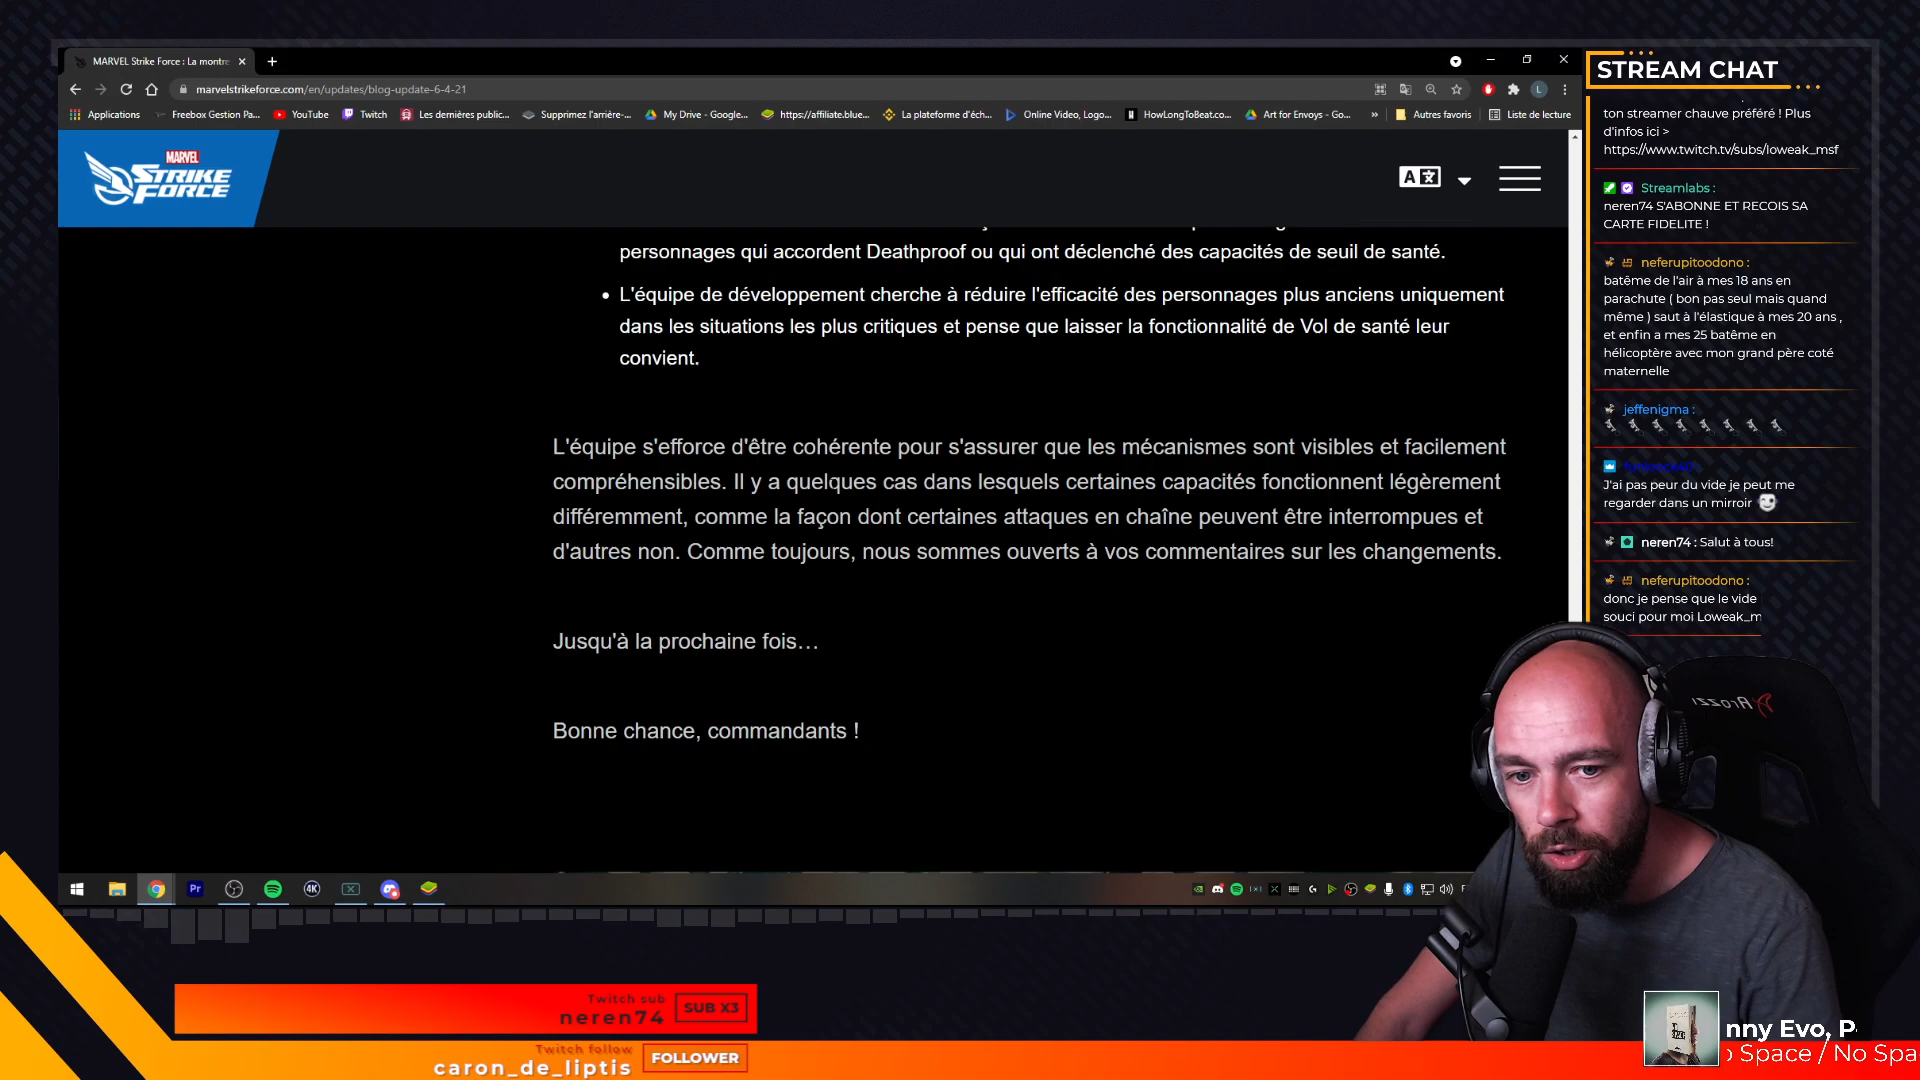 MARVEL Strike Force : La montre
marvelstrikeforce.com/en/updates/blog-update-6-4-21
Applications
Freebox Gestion Pa...
YouTube
Twitch
Les dernières public...
Supprimez l'arrière-...
My Drive - Google...
https://affiliate.blue...
La plateforme d'éch...
Online Video, Logo...
HowLongToBeat.co...
Art for Envoys - Go...
Autres favoris
Liste de lecture
MARVEL
STRIKE
FORCE
personnages qui accordent Deathproof ou qui ont déclenché des capacités de seuil de santé.
• L'équipe de développement cherche à réduire l'efficacité des personnages plus anciens uniquement
dans les situations les plus critiques et pense que laisser la fonctionnalité de Vol de santé leur
convient.
L'équipe s'efforce d'être cohérente pour s'assurer que les mécanismes sont visibles et facilement
compréhensibles. Il y a quelques cas dans lesquels certaines capacités fonctionnent légèrement
différemment, comme la façon dont certaines attaques en chaîne peuvent être interrompues et
d'autres non. Comme toujours, nous sommes ouverts à vos commentaires sur les changements.
Jusqu'à la prochaine fois…
Bonne chance, commandants !
STREAM CHAT
ton streamer chauve préféré ! Plus
d'infos ici >
https://www.twitch.tv/subs/loweak_msf
Streamlabs :
neren74 S'ABONNE ET RECOIS SA
CARTE FIDELITE !
neferupitoodono :
batême de l'air à mes 18 ans en
parachute ( bon pas seul mais quand
même ) saut à l'élastique à mes 20 ans ,
et enfin a mes 25 batême en
hélicoptère avec mon grand père coté
maternelle
jeffenigma :
J'ai pas peur du vide je peut me
regarder dans un mirroir
neren74 : Salut à tous!
neferupitoodono :
donc je pense que le vide
souci pour moi Loweak_m
Arozzi
Twitch sub
neren74
SUB X3
Twitch follow
caron_de_liptis
FOLLOWER
nny Evo, P
Space / No Spa